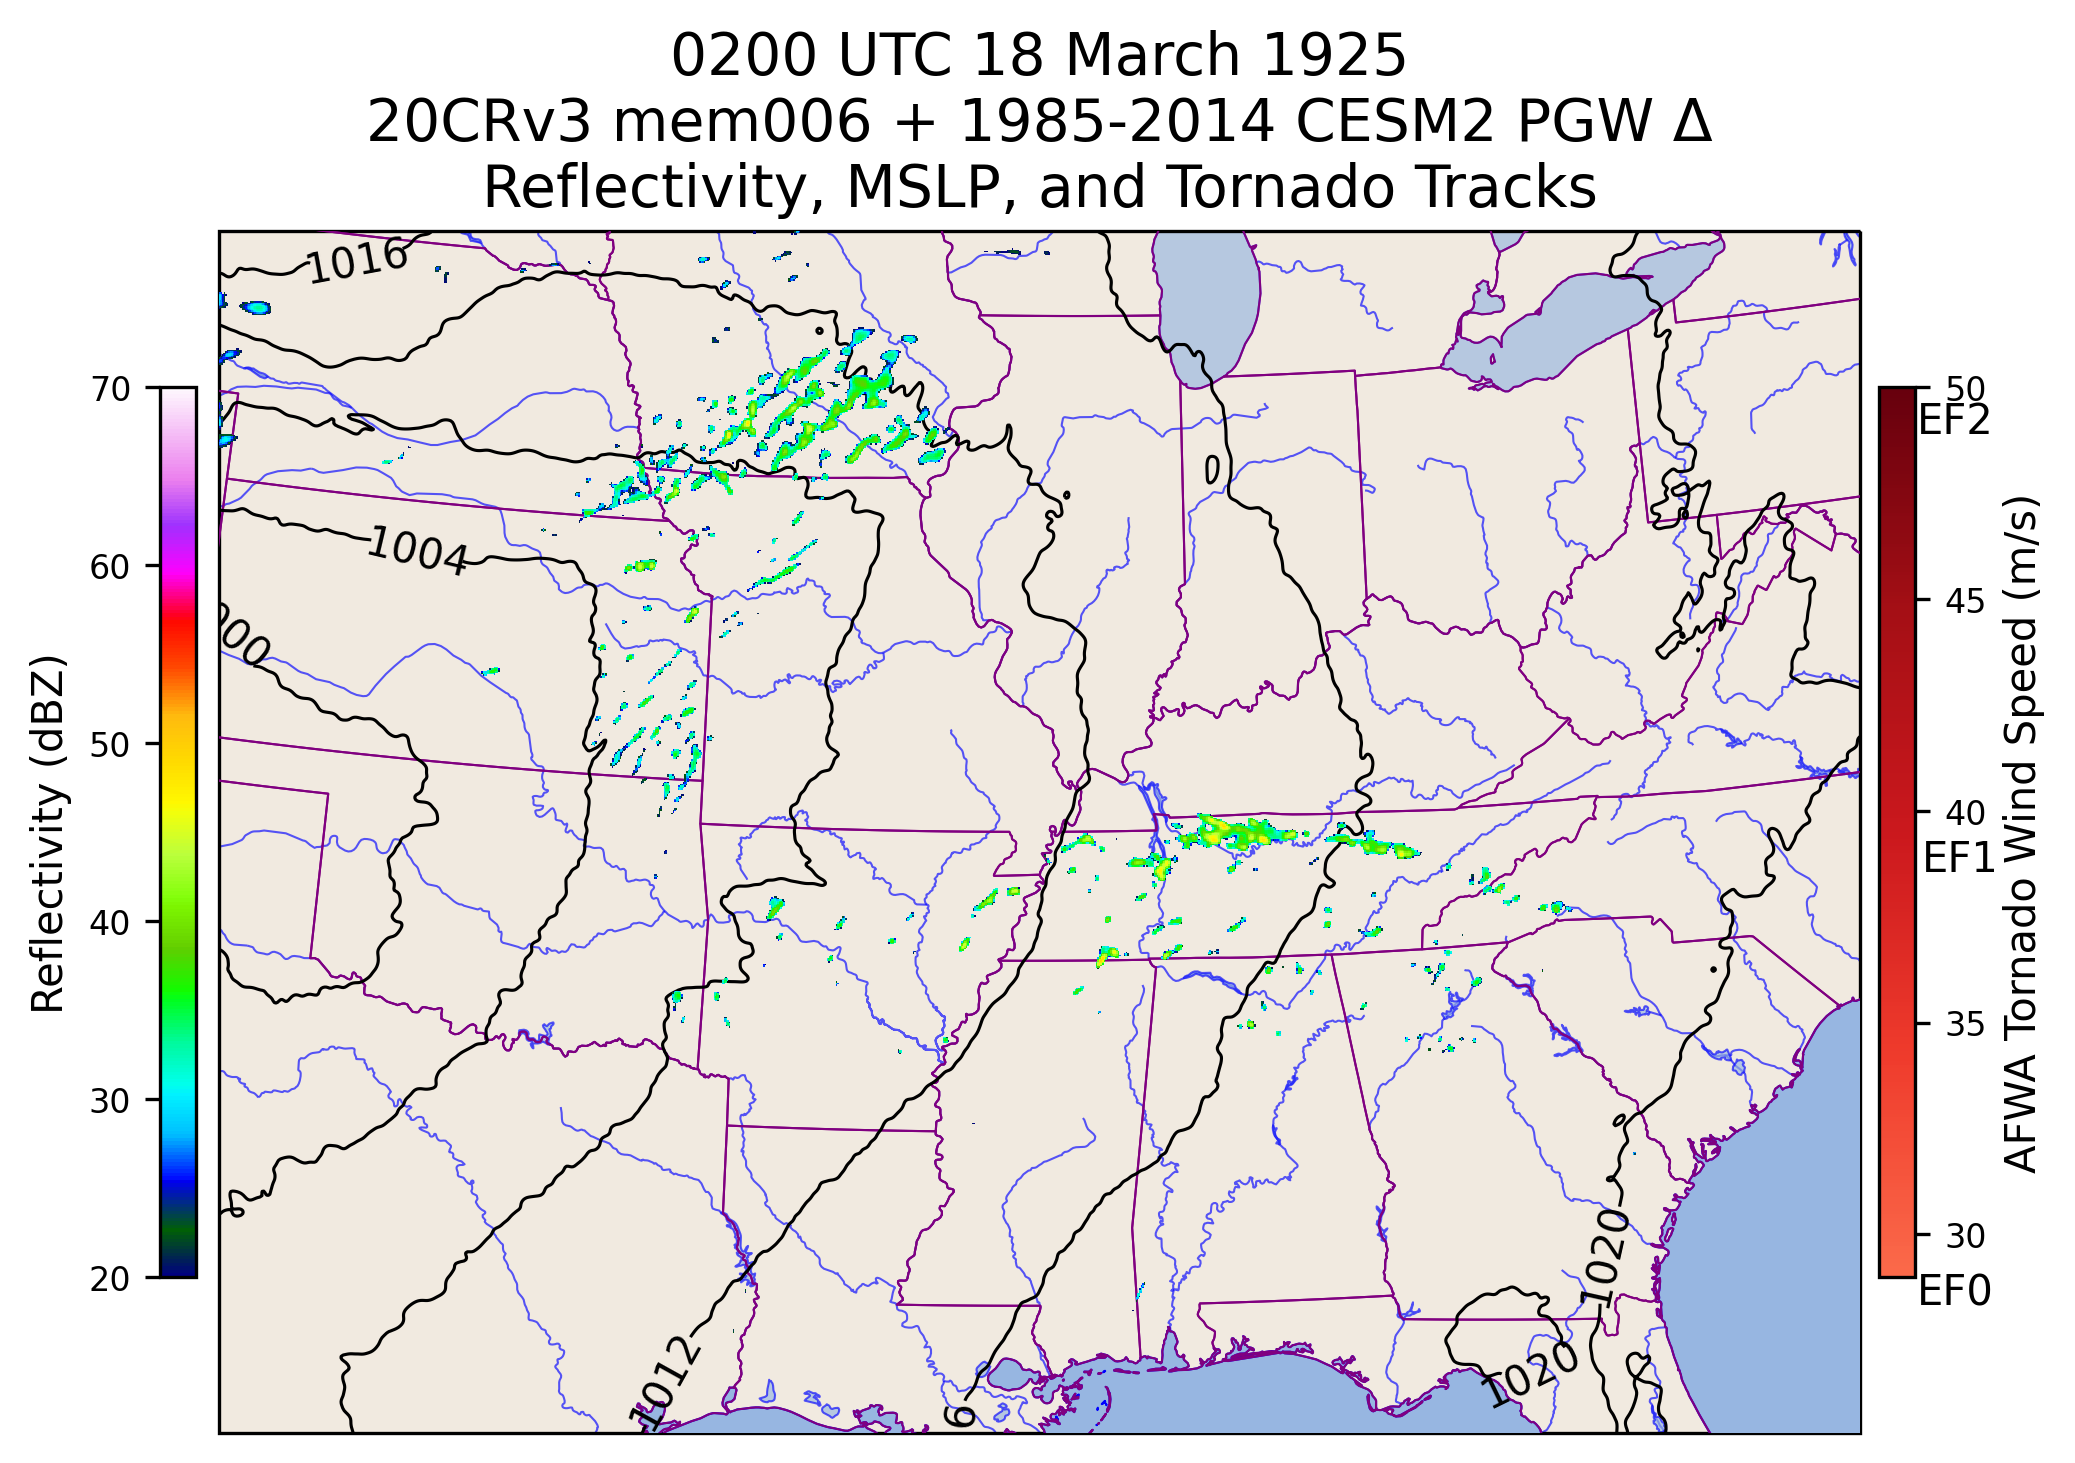 0200 UTC 18 March 1925
20CRv3 mem006 + 1985-2014 CESM2 PGW Δ
Reflectivity, MSLP, and Tornado Tracks
1016
1004
000
1012
6
1020
1020
Reflectivity (dBZ)
70
60
50
40
30
20
50
EF2
45
40
EF1
35
30
EF0
AFWA Tornado Wind Speed (m/s)